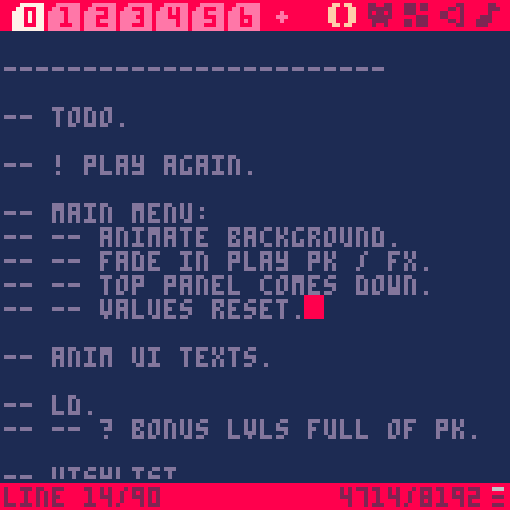 0 1 2 3 4 5 6 +
------------------------
-- TODO.
-- ! PLAY AGAIN.
-- MAIN MENU:
-- -- ANIMATE BACKGROUND.
-- -- FADE IN PLAY PK / FX.
-- -- TOP PANEL COMES DOWN.
-- -- VALUES RESET.
-- ANIM UI TEXTS.
-- LD.
-- -- ? BONUS LVLS FULL OF PK.
--
LINE 14/90 4714/8192